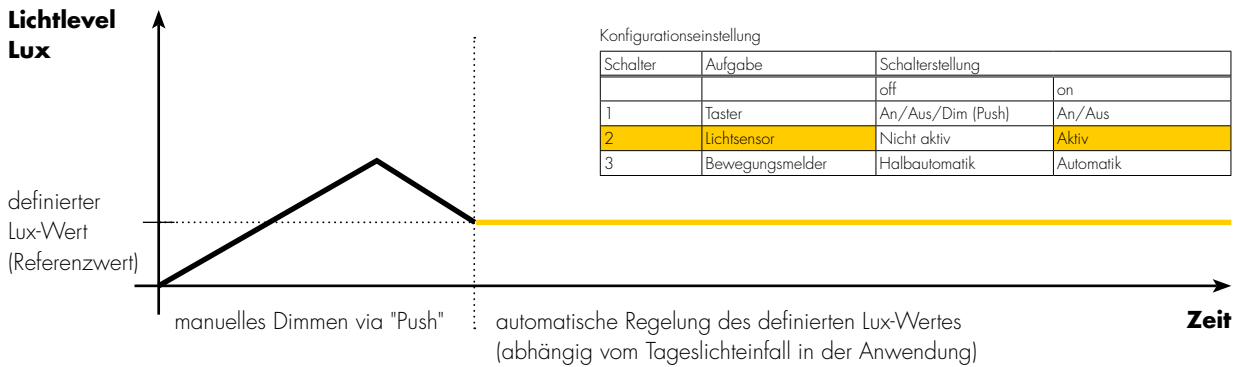 Lichtlevel
Lux
Konfigurationseinstellung
Schalter Aufgabe Schalterstellung
off on
1 Taster An/Aus/Dim (Push) An/Aus
2 Lichtsensor Nicht aktiv Aktiv
3 Bewegungsmelder Halbautomatik Automatik
definierter
Lux-Wert
(Referenzwert)
manuelles Dimmen via "Push"
automatische Regelung des definierten Lux-Wertes
(abhängig vom Tageslichteinfall in der Anwendung)
Zeit